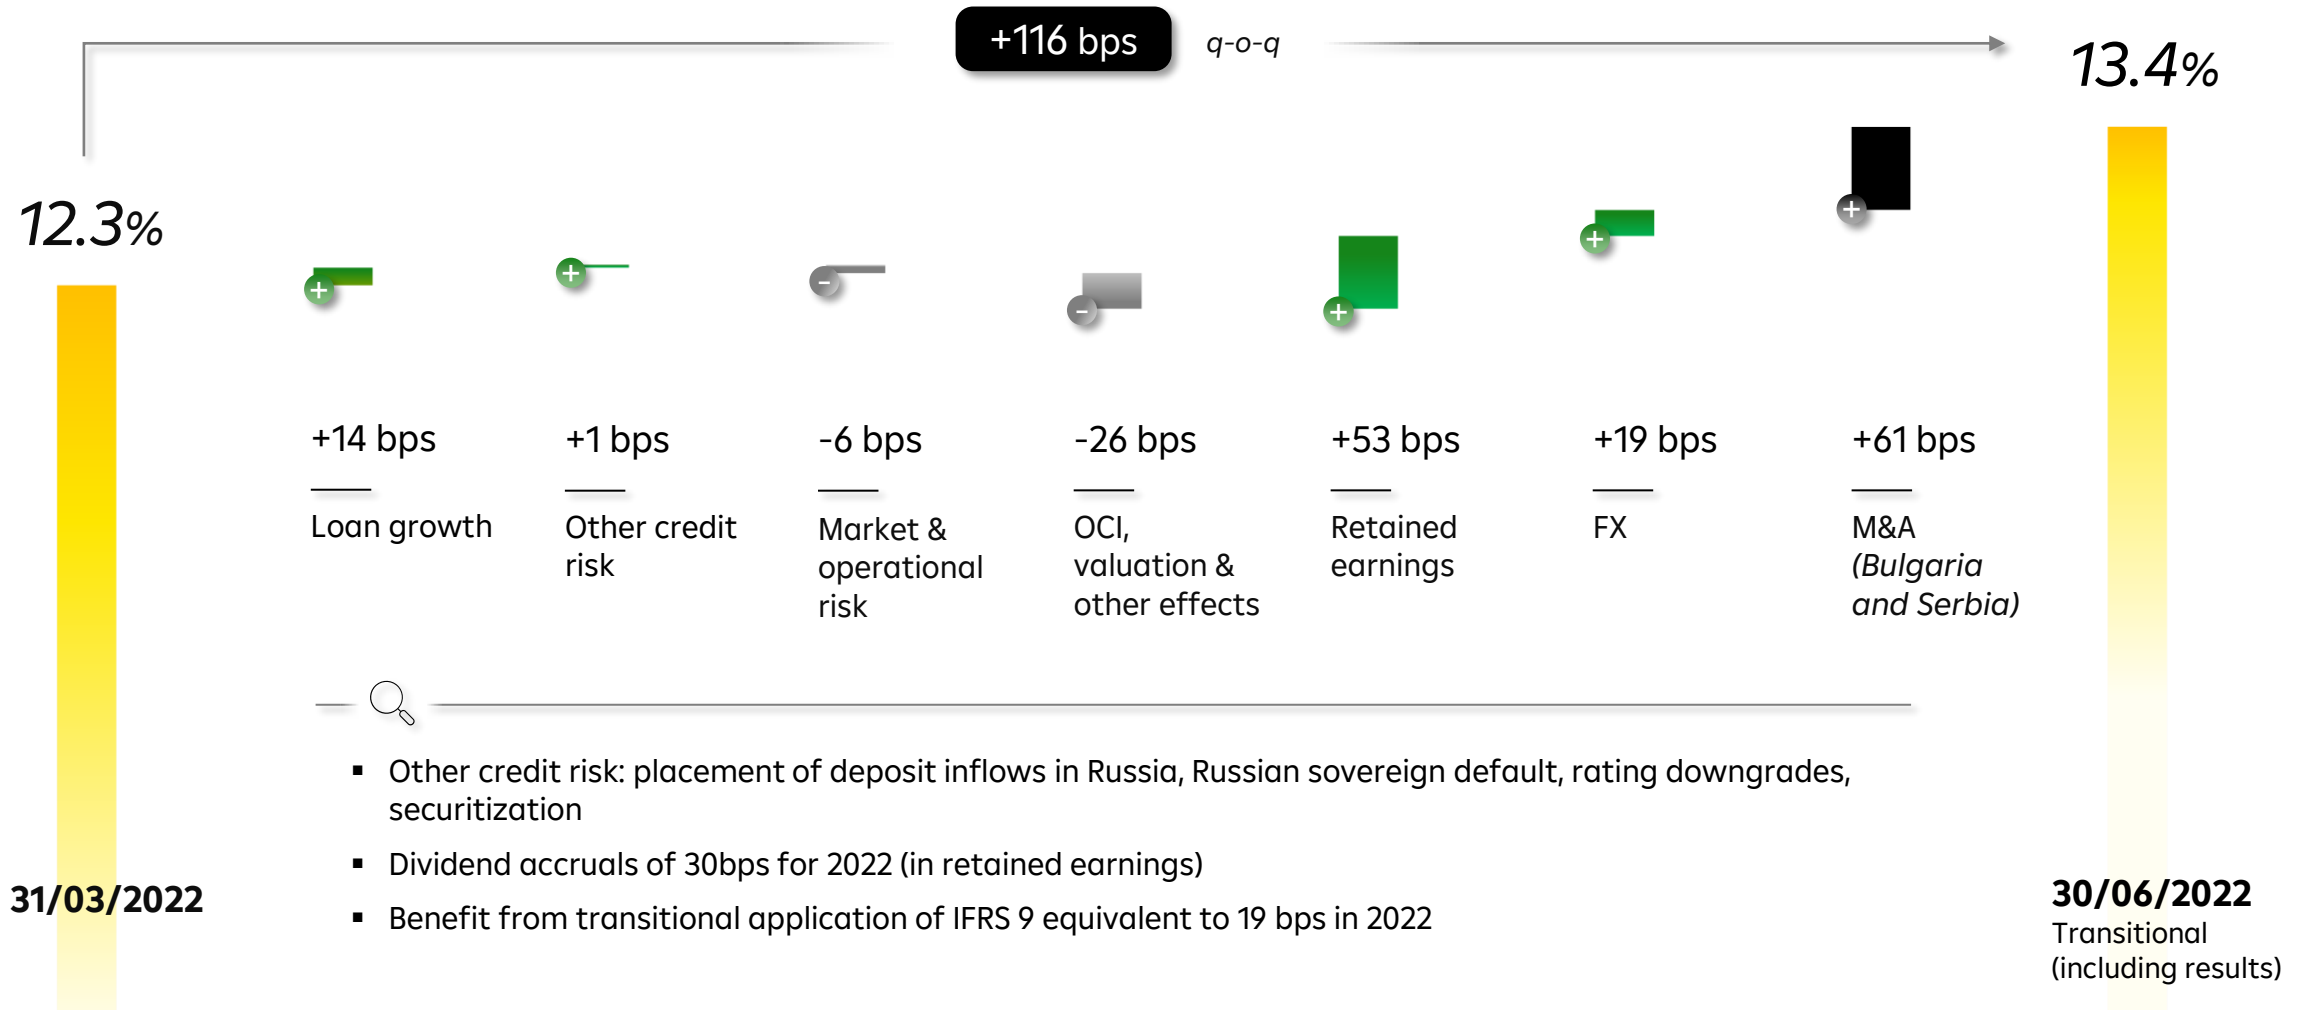 +116 bps q-o-q
13.4%
12.3%
+
+
-
-
+
+
+
+14 bps
Loan growth
+1 bps
Other credit
risk
-6 bps
Market &
operational
risk
-26 bps
OCI,
valuation &
other effects
+53 bps
Retained
earnings
+19 bps
FX
+61 bps
M&A
(Bulgaria
and Serbia)
▪ Other credit risk: placement of deposit inflows in Russia, Russian sovereign default, rating downgrades,
securitization
▪ Dividend accruals of 30bps for 2022 (in retained earnings)
▪ Benefit from transitional application of IFRS 9 equivalent to 19 bps in 2022
31/03/2022
30/06/2022
Transitional
(including results)